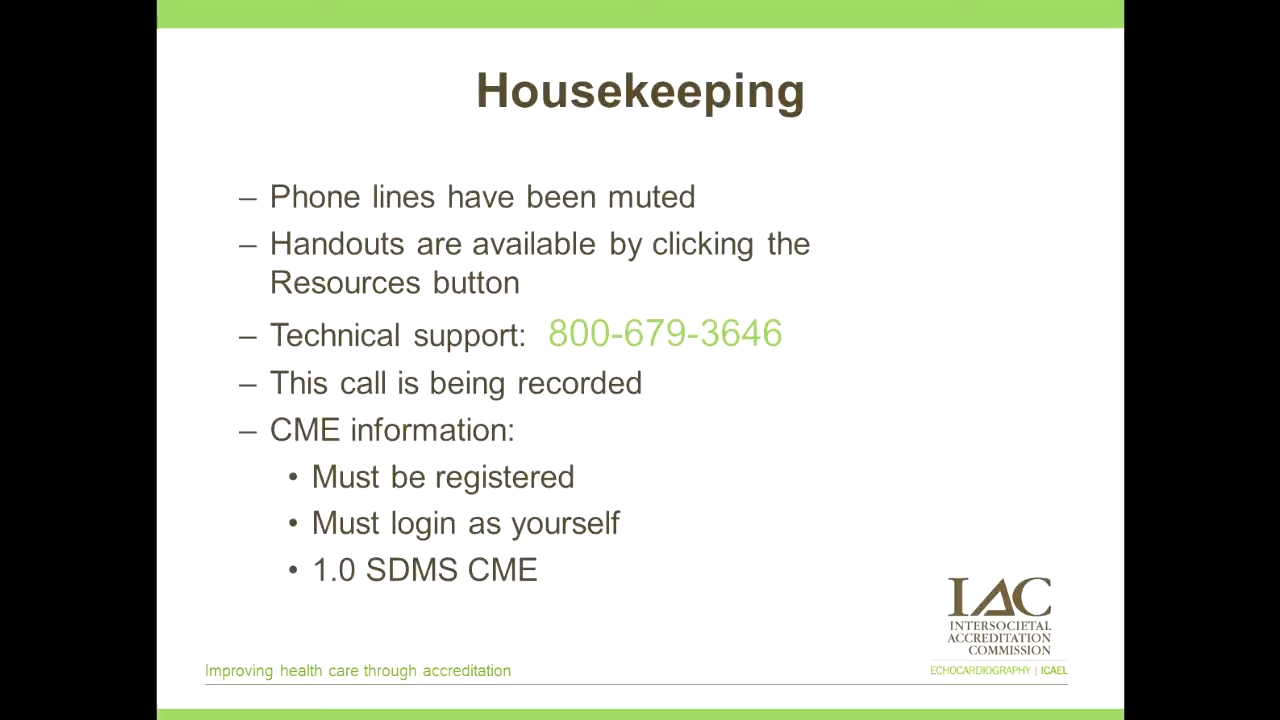 Housekeeping
– Phone lines have been muted
– Handouts are available by clicking the
Resources button
– Technical support: 800-679-3646
– This call is being recorded
– CME information:
• Must be registered
• Must login as yourself
• 1.0 SDMS CME
IAC
INTERSOCIETAL
ACCREDITATION
COMMISSION
ECHOCARDIOGRAPHY | ICAEL
Improving health care through accreditation